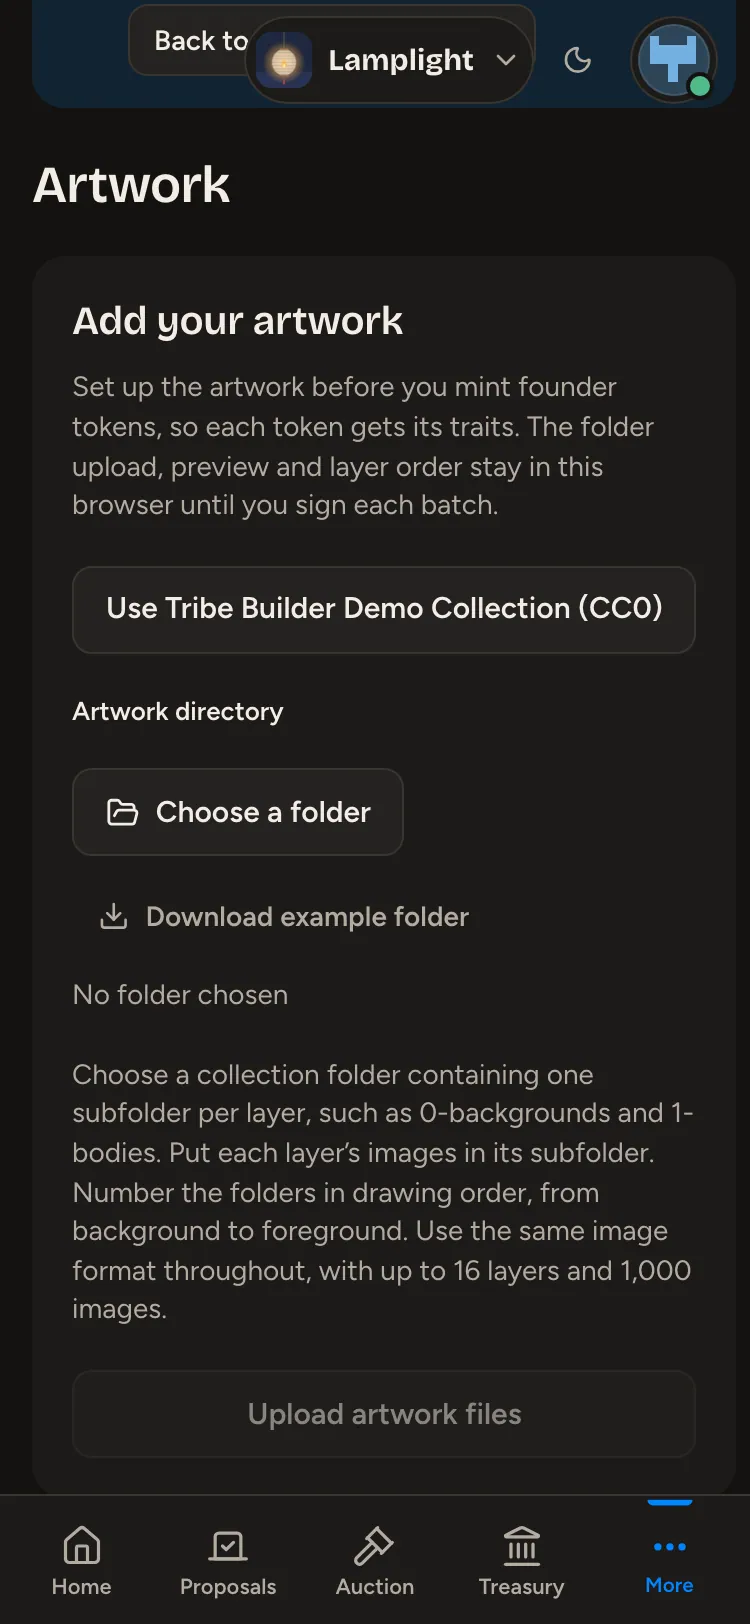 Back to
Lamplight
Artwork
Add your artwork
Set up the artwork before you mint founder
tokens, so each token gets its traits. The folder
upload, preview and layer order stay in this
browser until you sign each batch.
Use Tribe Builder Demo Collection (CC0)
Artwork directory
Choose a folder
Download example folder
No folder chosen
Choose a collection folder containing one
subfolder per layer, such as 0-backgrounds and 1-
bodies. Put each layer’s images in its subfolder.
Number the folders in drawing order, from
background to foreground. Use the same image
format throughout, with up to 16 layers and 1,000
images.
Upload artwork files
Home
Proposals
Auction
Treasury
More